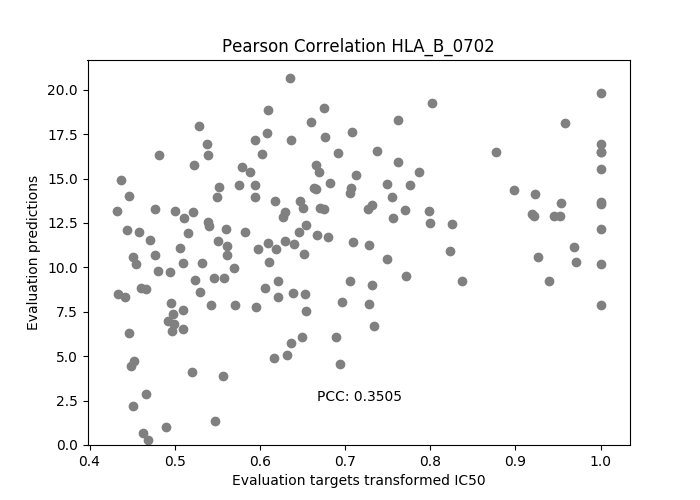 Pearson Correlation HLA_B_0702
20.0
17.5
15.0
12.5
10.0
7.5
5.0
2.5
0.0
Evaluation predictions
PCC: 0.3505
0.4 0.5 0.6 0.7 0.8 0.9 1.0
Evaluation targets transformed IC50